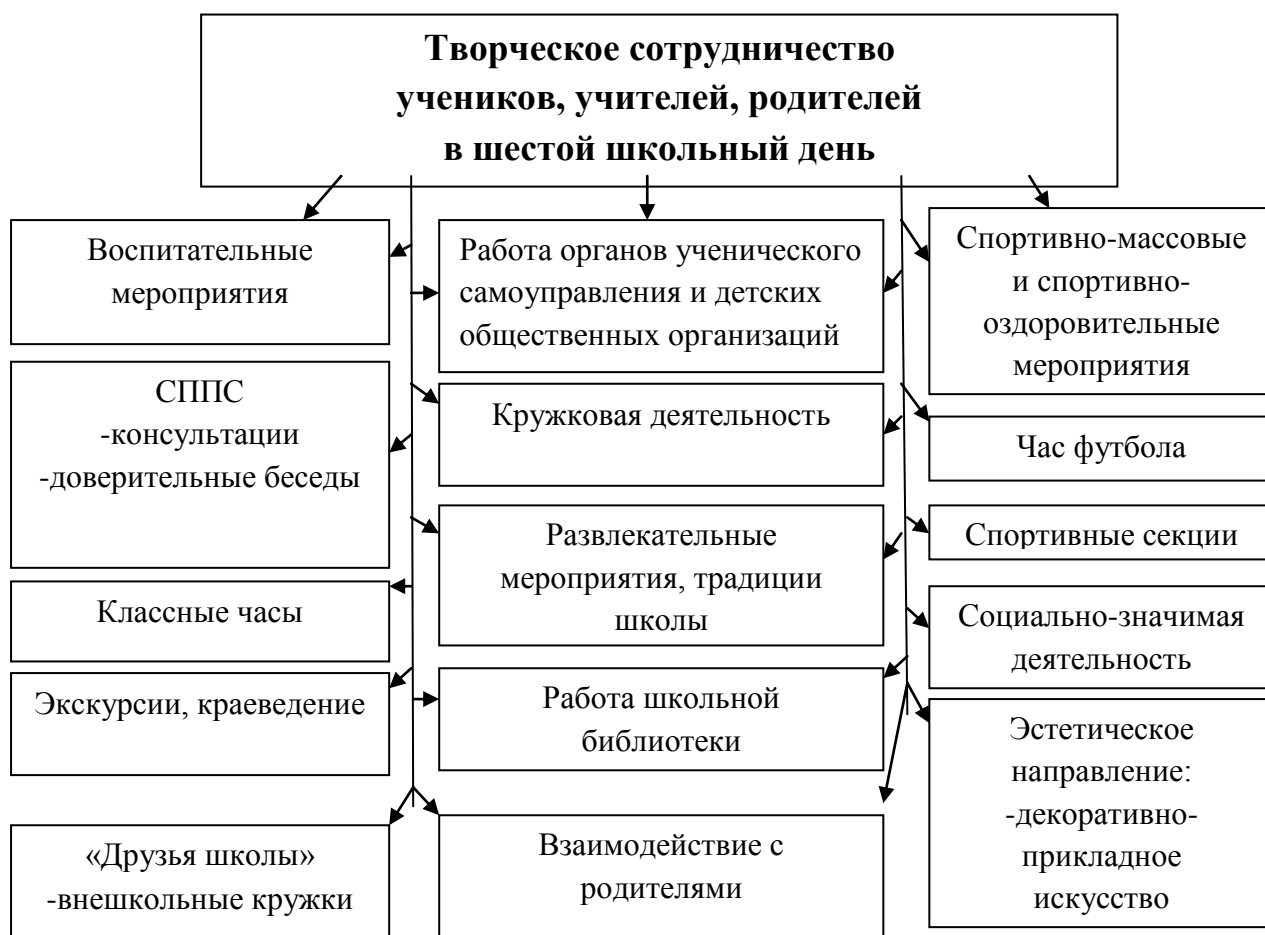 Творческое сотрудничество
учеников, учителей, родителей
в шестой школьный день
Воспитательные
мероприятия
СППС
-консультации
-доверительные беседы
Классные часы
Экскурсии, краеведение
«Друзья школы»
-внешкольные кружки
Работа органов ученического
самоуправления и детских
общественных организаций
Кружковая деятельность
Развлекательные
мероприятия, традиции
школы
Работа школьной
библиотеки
Взаимодействие с
родителями
Спортивно-массовые
и спортивно-
оздоровительные
мероприятия
Час футбола
Спортивные секции
Социально-значимая
деятельность
Эстетическое
направление:
-декоративно-
прикладное
искусство